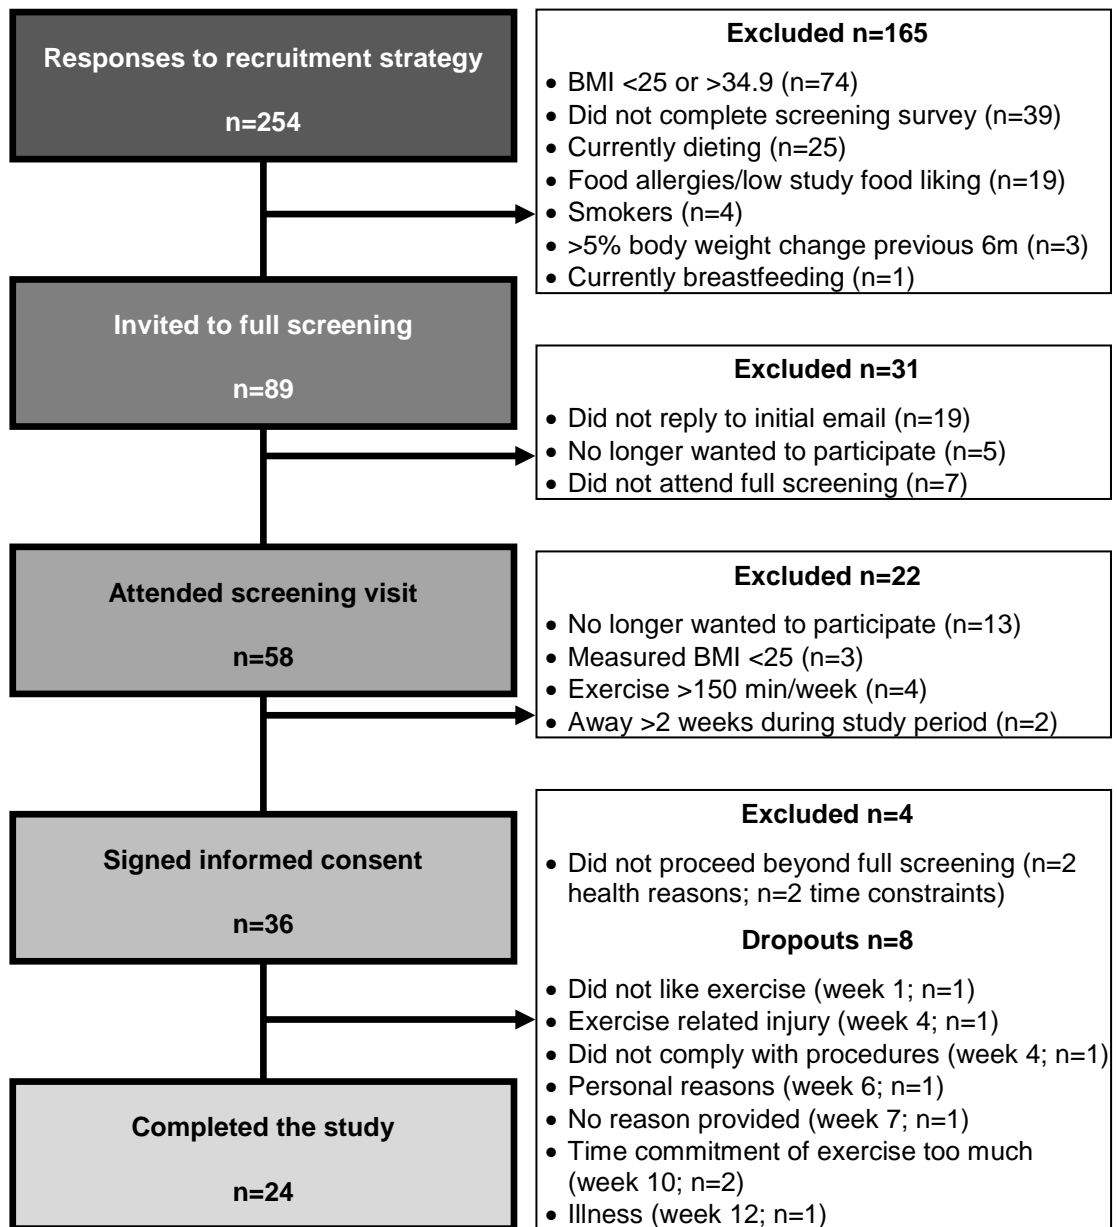 Responses to recruitment strategy
n=254
Excluded n=165
• BMI <25 or >34.9 (n=74)
• Did not complete screening survey (n=39)
• Currently dieting (n=25)
• Food allergies/low study food liking (n=19)
• Smokers (n=4)
• >5% body weight change previous 6m (n=3)
• Currently breastfeeding (n=1)
Invited to full screening
n=89
Excluded n=31
• Did not reply to initial email (n=19)
• No longer wanted to participate (n=5)
• Did not attend full screening (n=7)
Attended screening visit
n=58
Excluded n=22
• No longer wanted to participate (n=13)
• Measured BMI <25 (n=3)
• Exercise >150 min/week (n=4)
• Away >2 weeks during study period (n=2)
Signed informed consent
n=36
Excluded n=4
• Did not proceed beyond full screening (n=2
health reasons; n=2 time constraints)
Dropouts n=8
• Did not like exercise (week 1; n=1)
• Exercise related injury (week 4; n=1)
• Did not comply with procedures (week 4; n=1)
• Personal reasons (week 6; n=1)
• No reason provided (week 7; n=1)
• Time commitment of exercise too much
(week 10; n=2)
• Illness (week 12; n=1)
Completed the study
n=24